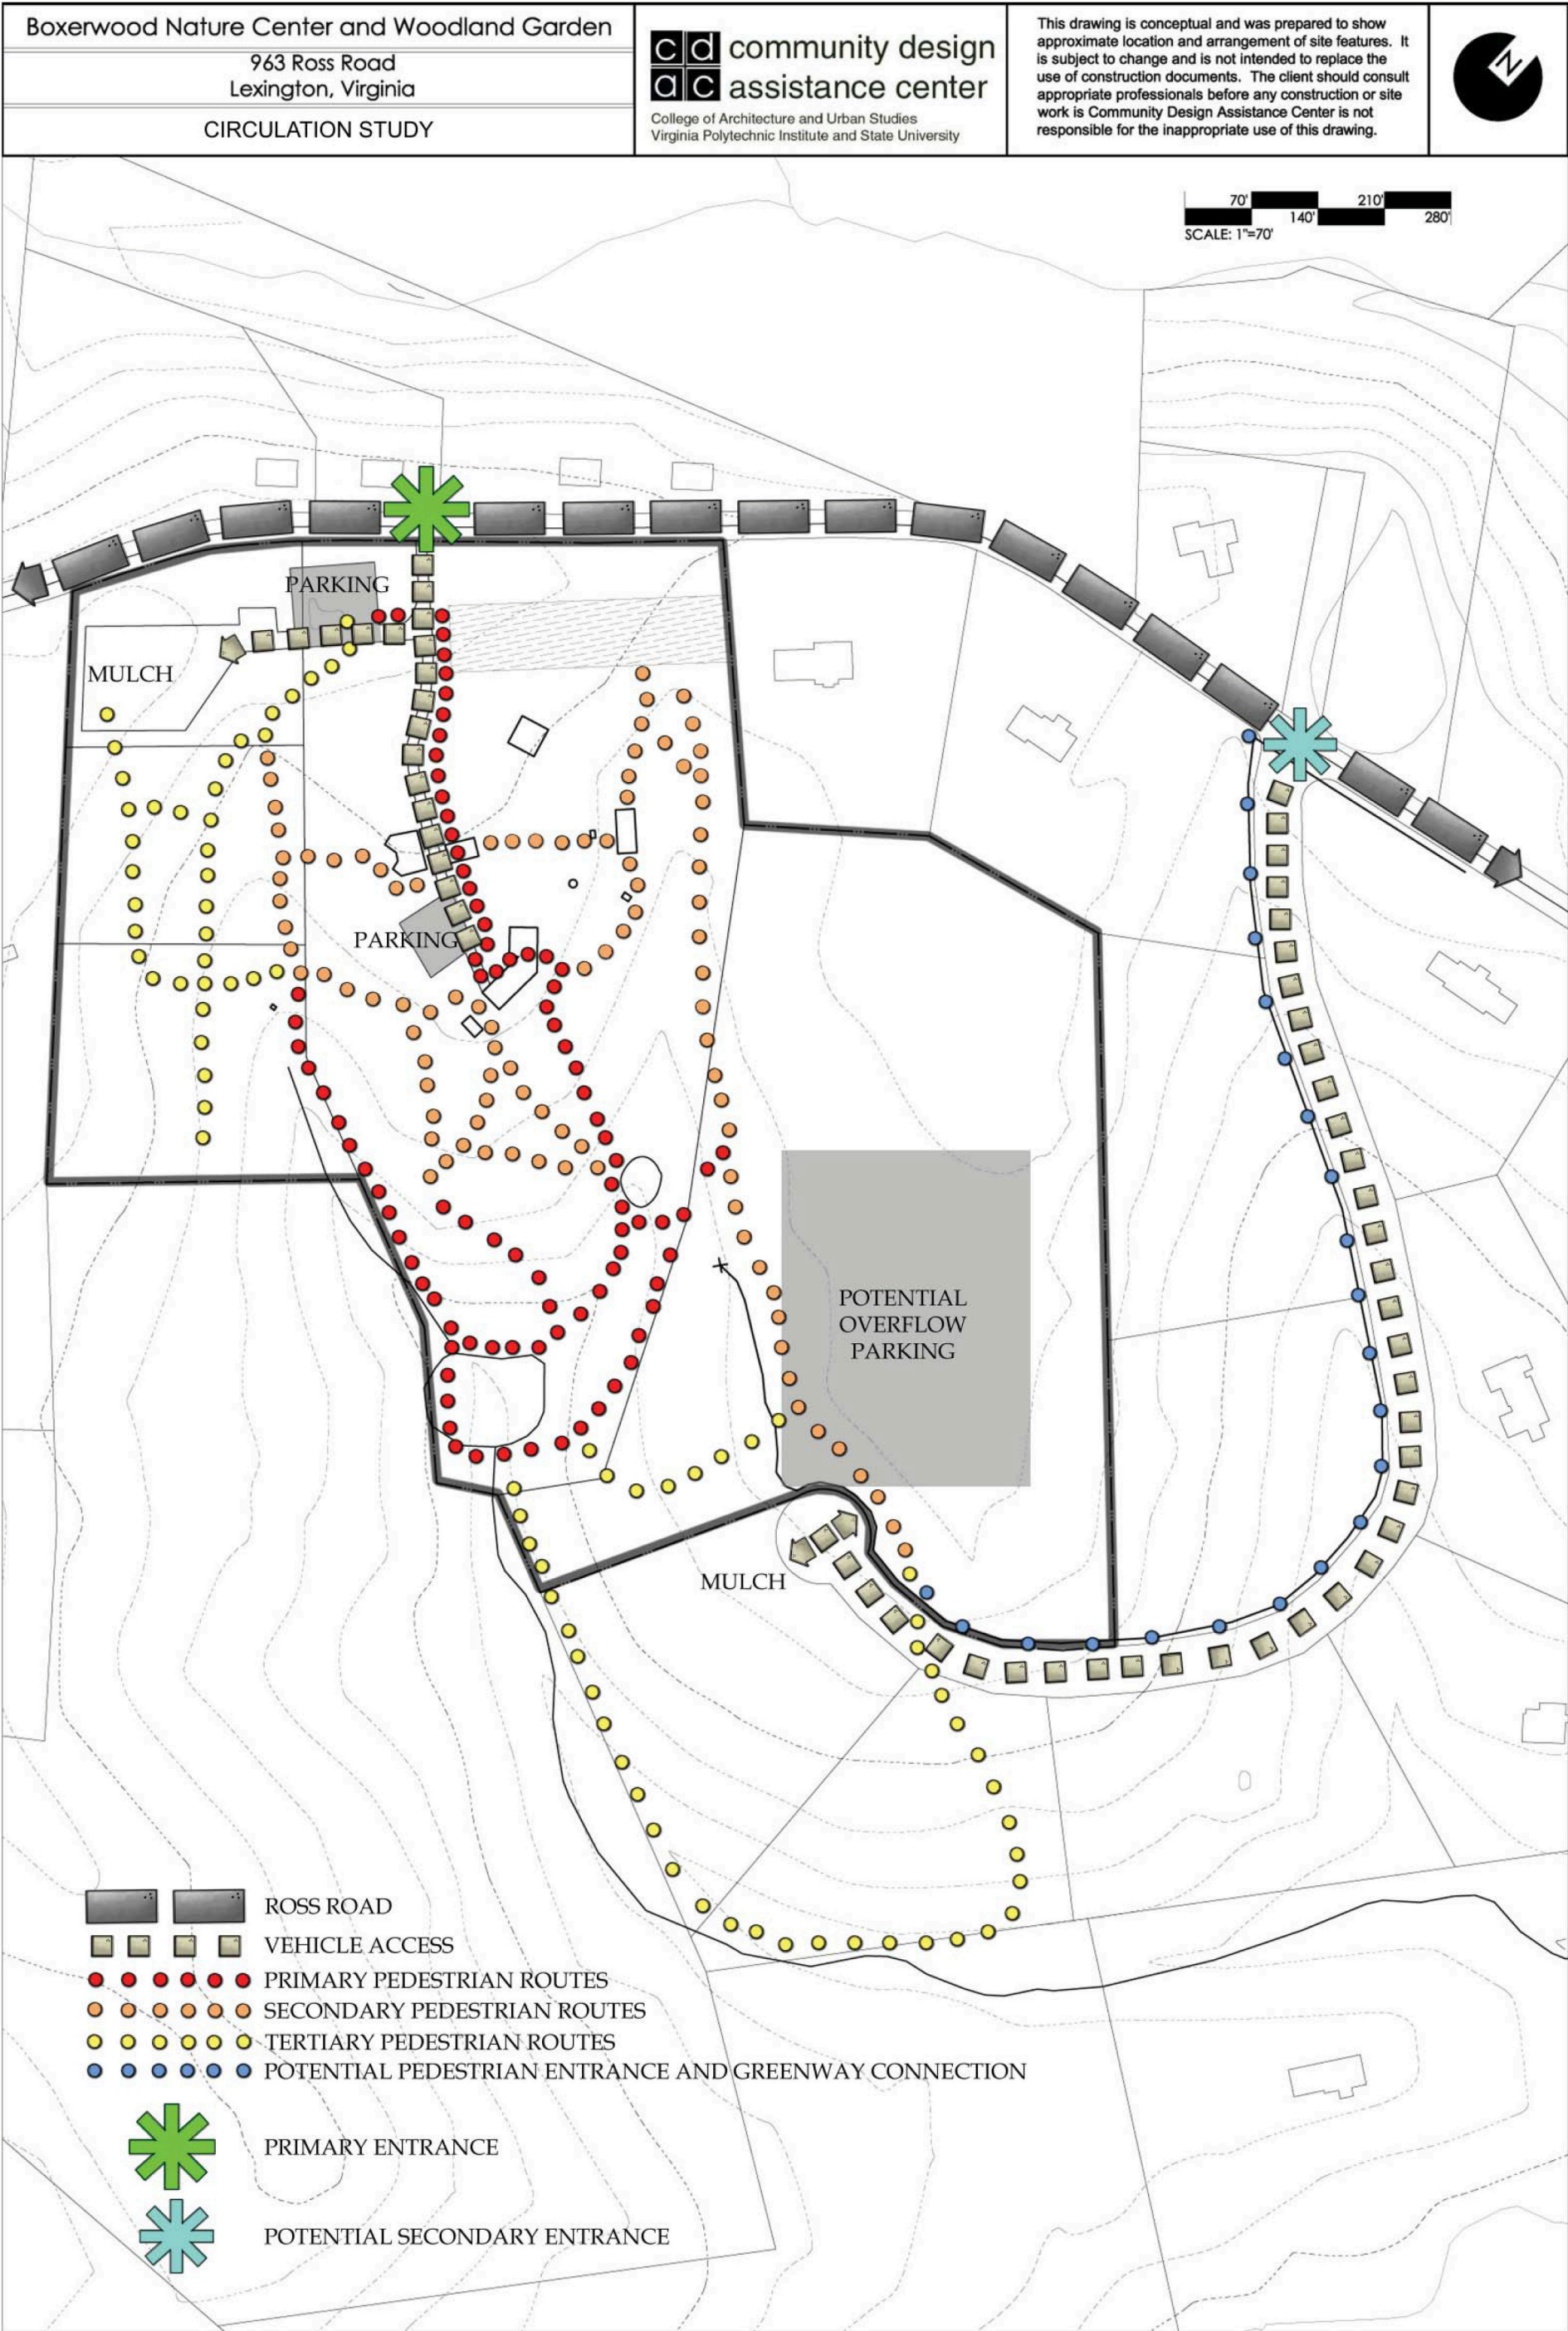 Boxerwood Nature Center and Woodland Garden
963 Ross Road
Lexington, Virginia
CIRCULATION STUDY
cd community design
ac assistance center
College of Architecture and Urban Studies
Virginia Polytechnic Institute and State University
This drawing is conceptual and was prepared to show
approximate location and arrangement of site features. It
is subject to change and is not intended to replace the
use of construction documents. The client should consult
appropriate professionals before any construction or site
work is Community Design Assistance Center is not
responsible for the inappropriate use of this drawing.
N
70' 210'
140' 280'
SCALE: 1"=70'
PARKING
MULCH
PARKING
POTENTIAL
OVERFLOW
PARKING
MULCH
ROSS ROAD
VEHICLE ACCESS
PRIMARY PEDESTRIAN ROUTES
SECONDARY PEDESTRIAN ROUTES
TERTIARY PEDESTRIAN ROUTES
POTENTIAL PEDESTRIAN ENTRANCE AND GREENWAY CONNECTION
PRIMARY ENTRANCE
POTENTIAL SECONDARY ENTRANCE